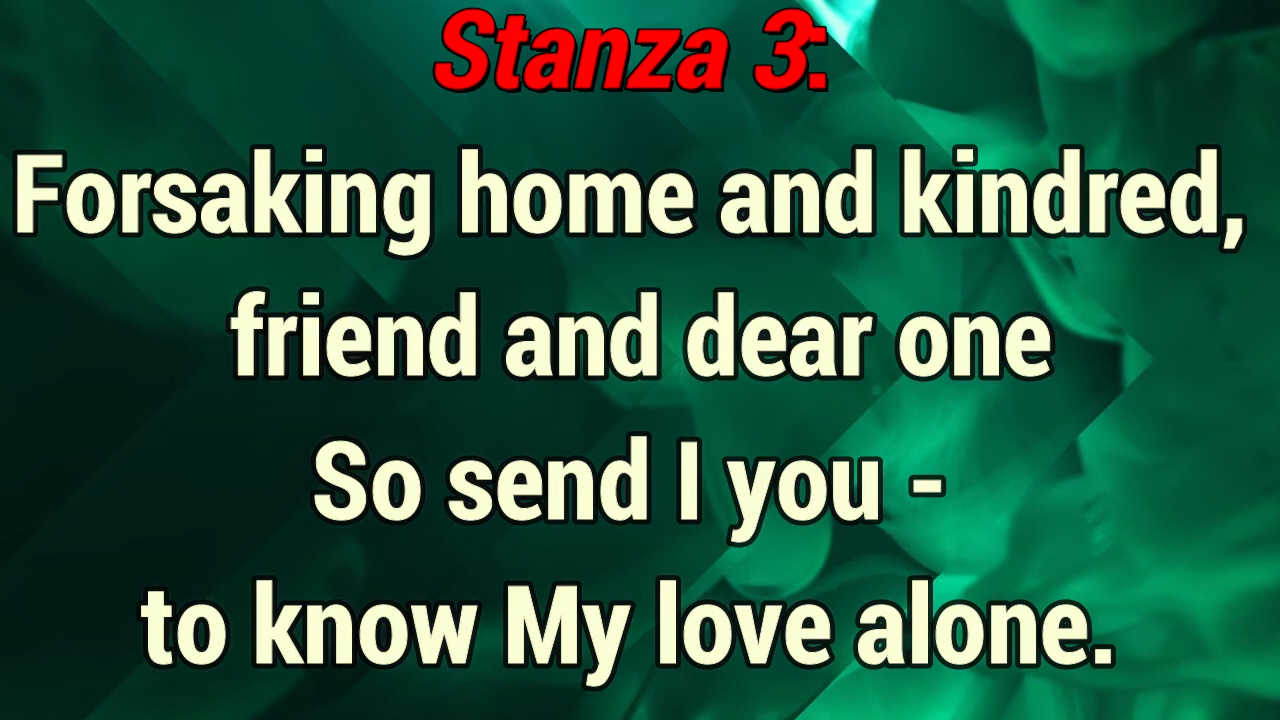 Stanza 3:
Forsaking home and kindred,
friend and dear one
So send I you -
to know My love alone.